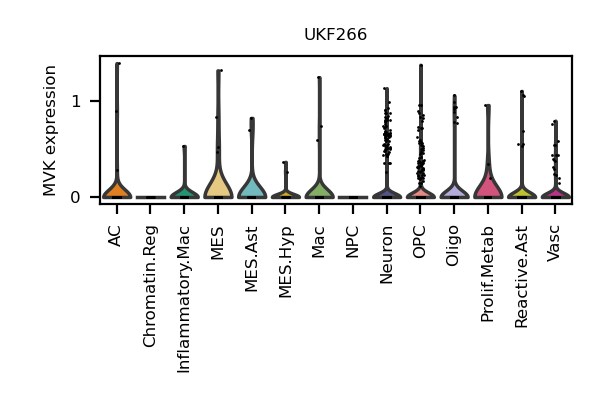 UKF266
MVK expression
1
0
AC
Chromatin.Reg
Inflammatory.Mac
MES
MES.Ast
MES.Hyp
Mac
NPC
Neuron
OPC
Oligo
Prolif.Metab
Reactive.Ast
Vasc